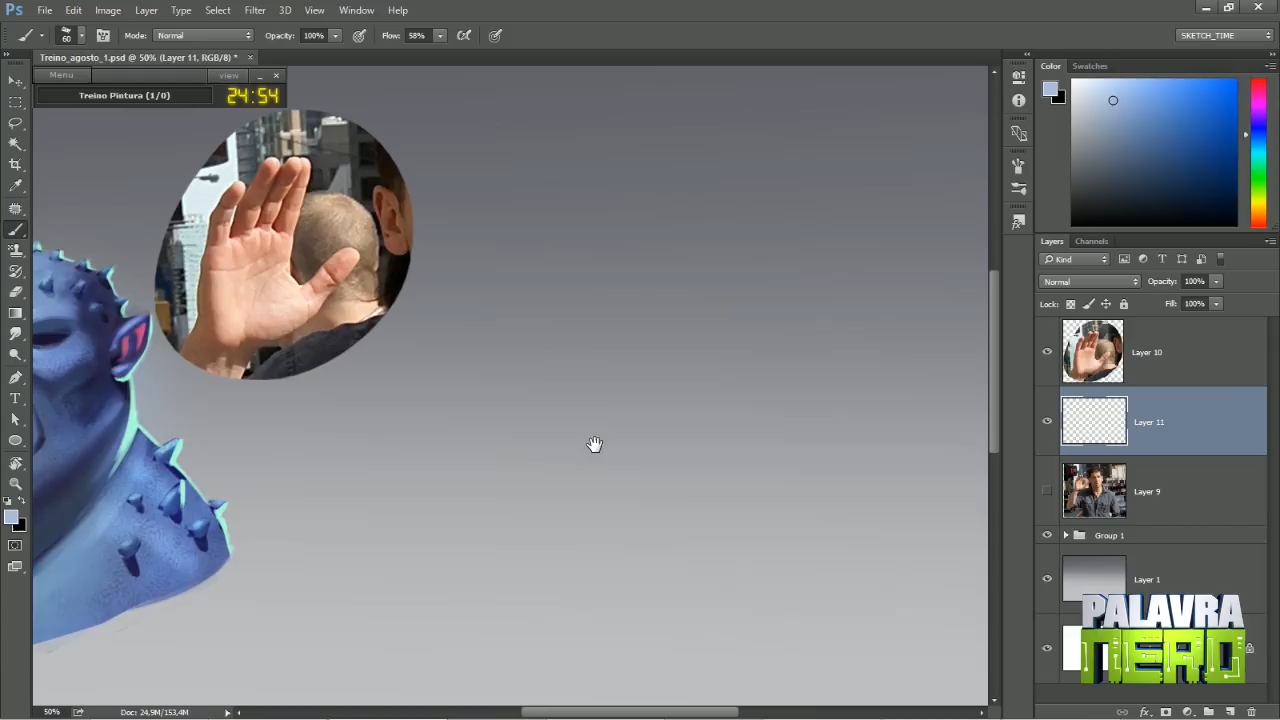 Ps File Edit Image Layer Type Select Filter 3D View Window Help
60 Mode: Normal Opacity: 100% Flow: 58% SKETCH_TIME
Treino_agosto_1.psd @ 50% (Layer 11, RGB/8) * ×
Menu view
Treino Pintura (1/0) 24:54
Color Swatches
Layers Channels
Kind
Normal Opacity: 100%
Lock: Fill: 100%
Layer 10
Layer 11
Layer 9
Group 1
Layer 1
PALAVRA
NERD
50% Doc: 24,9M/153,4M